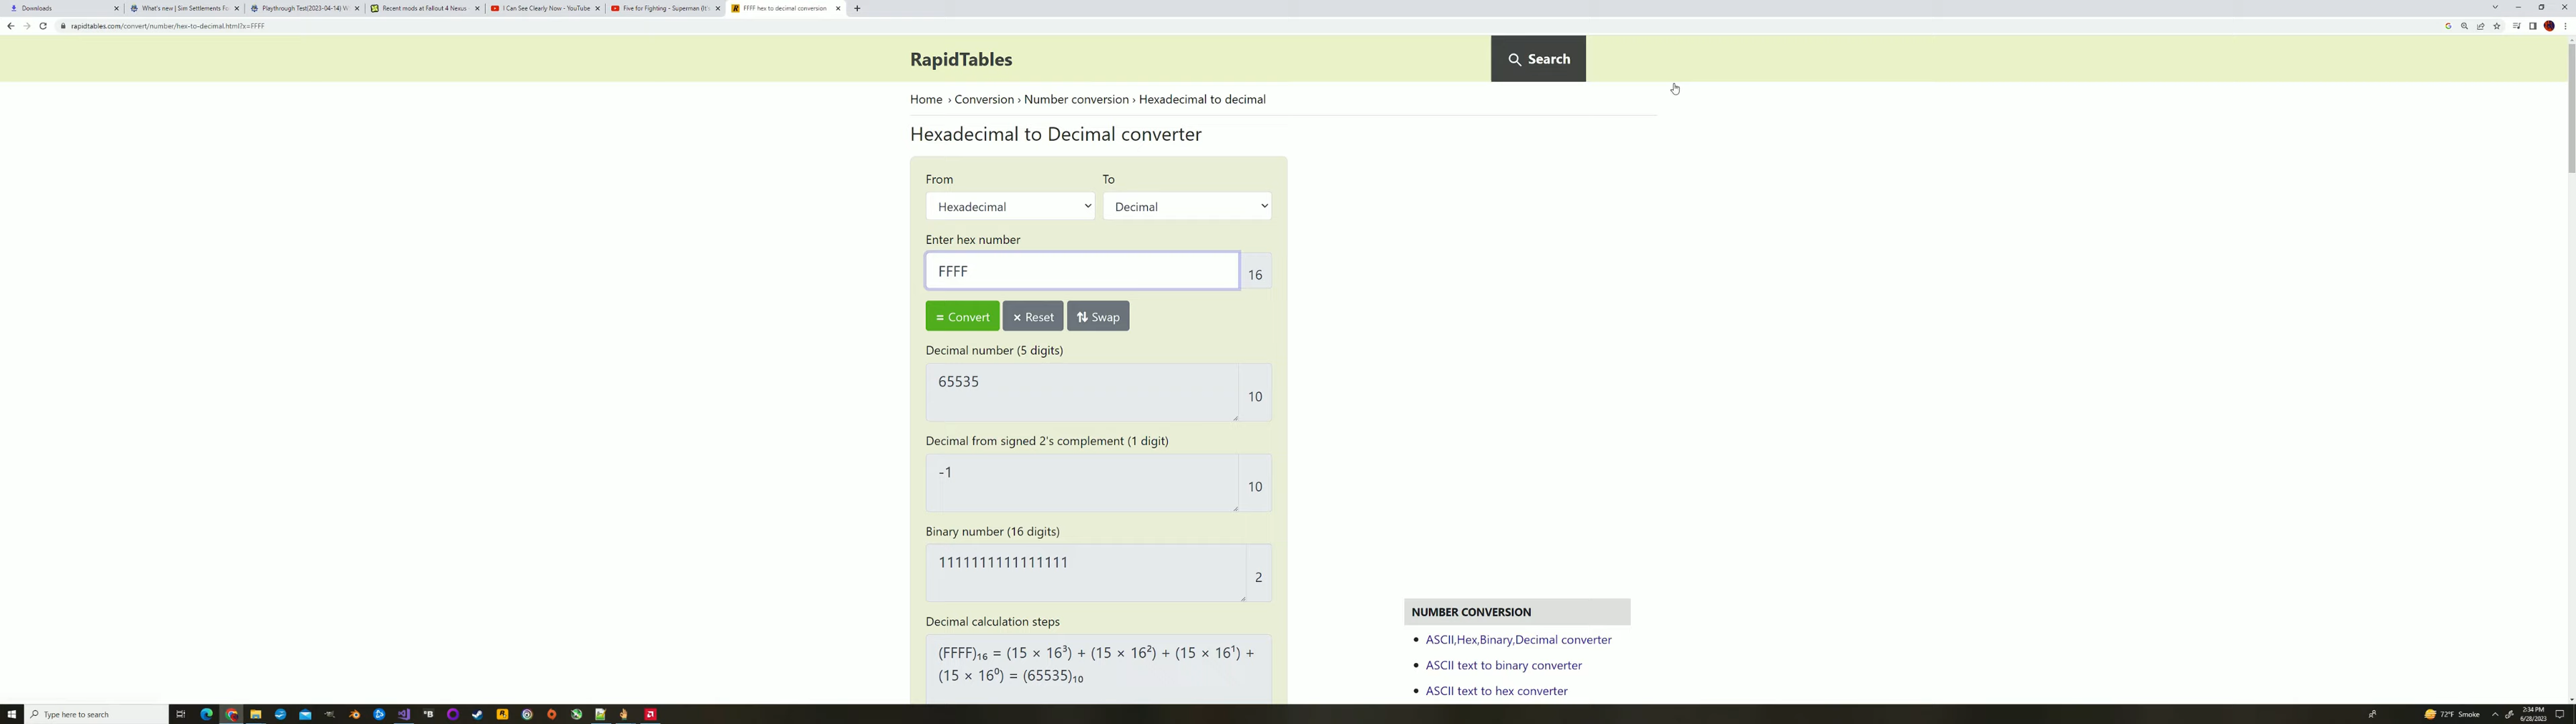 Downloads
What's new | Sim Settlements Fo
Playthrough Test(2023-04-14) W
Recent mods at Fallout 4 Nexus
I Can See Clearly Now - YouTube
Five for Fighting - Superman (It
FFFF hex to decimal conversion
rapidtables.com/convert/number/hex-to-decimal.html?x=FFFF
RapidTables
Search
Home › Conversion › Number conversion › Hexadecimal to decimal
Hexadecimal to Decimal converter
From To
Hexadecimal Decimal
Enter hex number
FFFF 16
= Convert × Reset Swap
Decimal number (5 digits)
65535 10
Decimal from signed 2's complement (1 digit)
-1 10
Binary number (16 digits)
1111111111111111 2
Decimal calculation steps
(FFFF)₁₆ = (15 × 16³) + (15 × 16²) + (15 × 16¹) +
(15 × 16⁰) = (65535)₁₀
NUMBER CONVERSION
• ASCII,Hex,Binary,Decimal converter
• ASCII text to binary converter
• ASCII text to hex converter
Type here to search
72°F Smoke
2:34 PM
6/28/2023